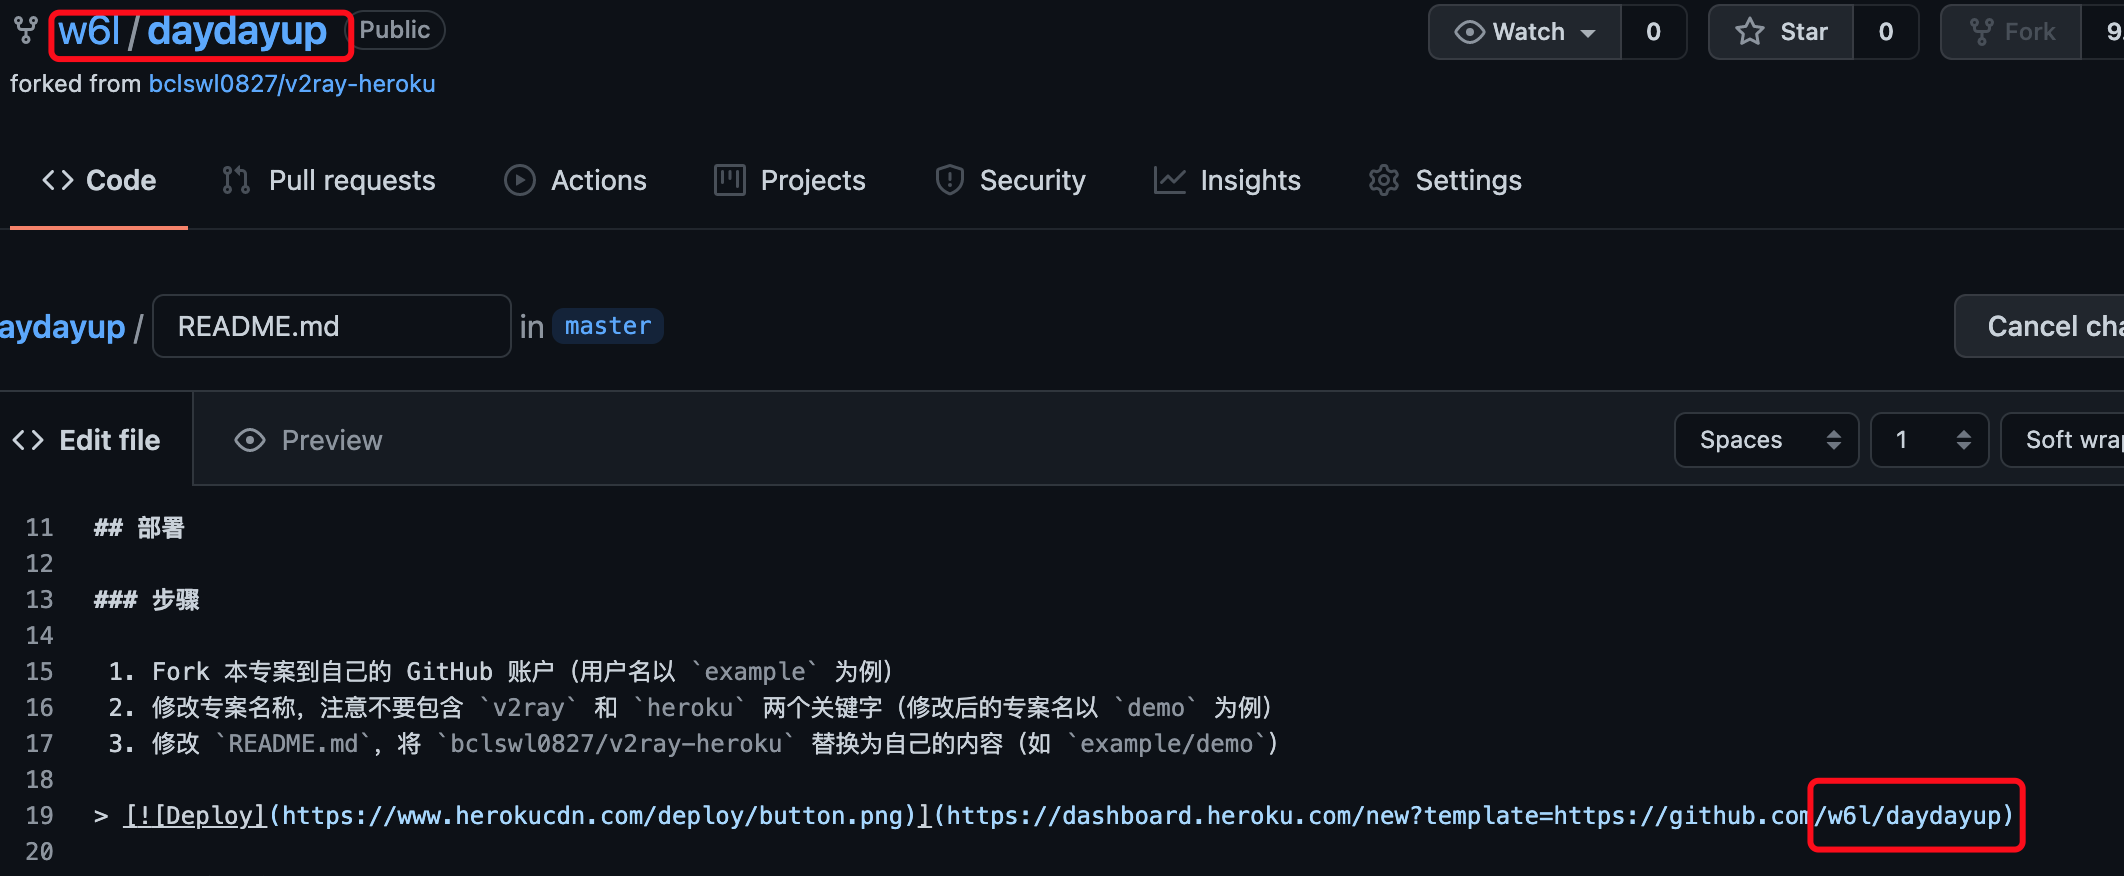 w6l / daydayup Public Watch 0 Star 0 Fork 9.
forked from bclswl0827/v2ray-heroku
<> Code Pull requests Actions Projects Security Insights Settings
aydayup / README.md in master Cancel cha
<> Edit file Preview Spaces 1 Soft wrap
11 ## 部署
12
13 ### 步骤
14
15 1. Fork 本专案到自己的 GitHub 账户（用户名以 `example` 为例）
16 2. 修改专案名称，注意不要包含 `v2ray` 和 `heroku` 两个关键字（修改后的专案名以 `demo` 为例）
17 3. 修改 `README.md`，将 `bclswl0827/v2ray-heroku` 替换为自己的内容（如 `example/demo`）
18
19 > [![Deploy](https://www.herokucdn.com/deploy/button.png)](https://dashboard.heroku.com/new?template=https://github.com/w6l/daydayup)
20